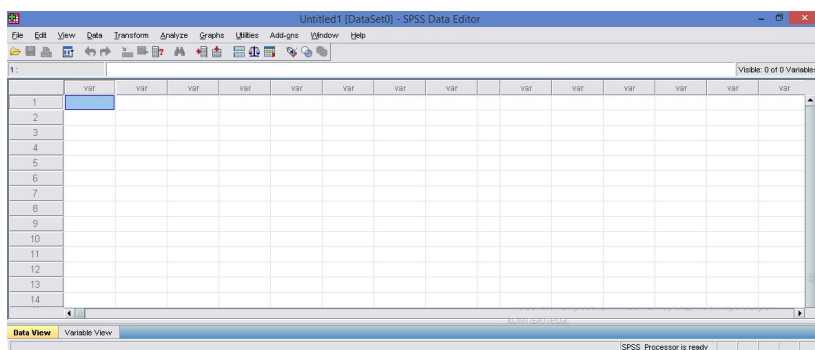 Untitled1 [DataSet0] - SPSS Data Editor
File Edit View Data Transform Analyze Graphs Utilities Add-ons Window Help
1 :
Visible: 0 of 0 Variables
var var var var var var var var var var var var var var
1
2
3
4
5
6
7
8
9
10
11
12
13
14
компьютера.
Data View Variable View
SPSS Processor is ready